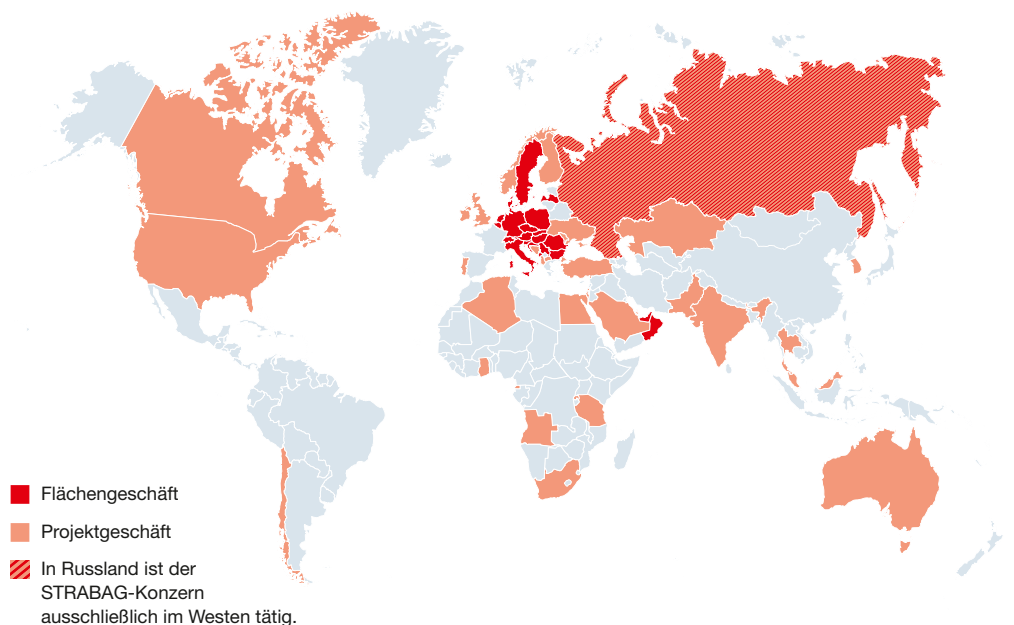 Flächengeschäft
Projektgeschäft
In Russland ist der
STRABAG-Konzern
ausschließlich im Westen tätig.